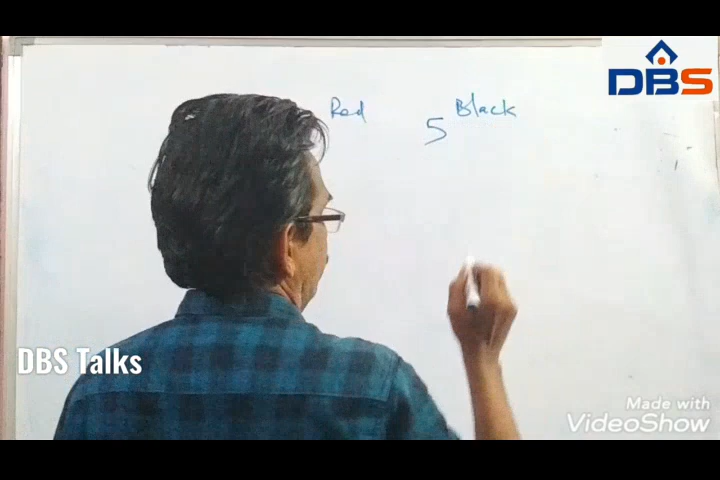 DBS
Red 5 Black
DBS Talks
Made with
VideoShow